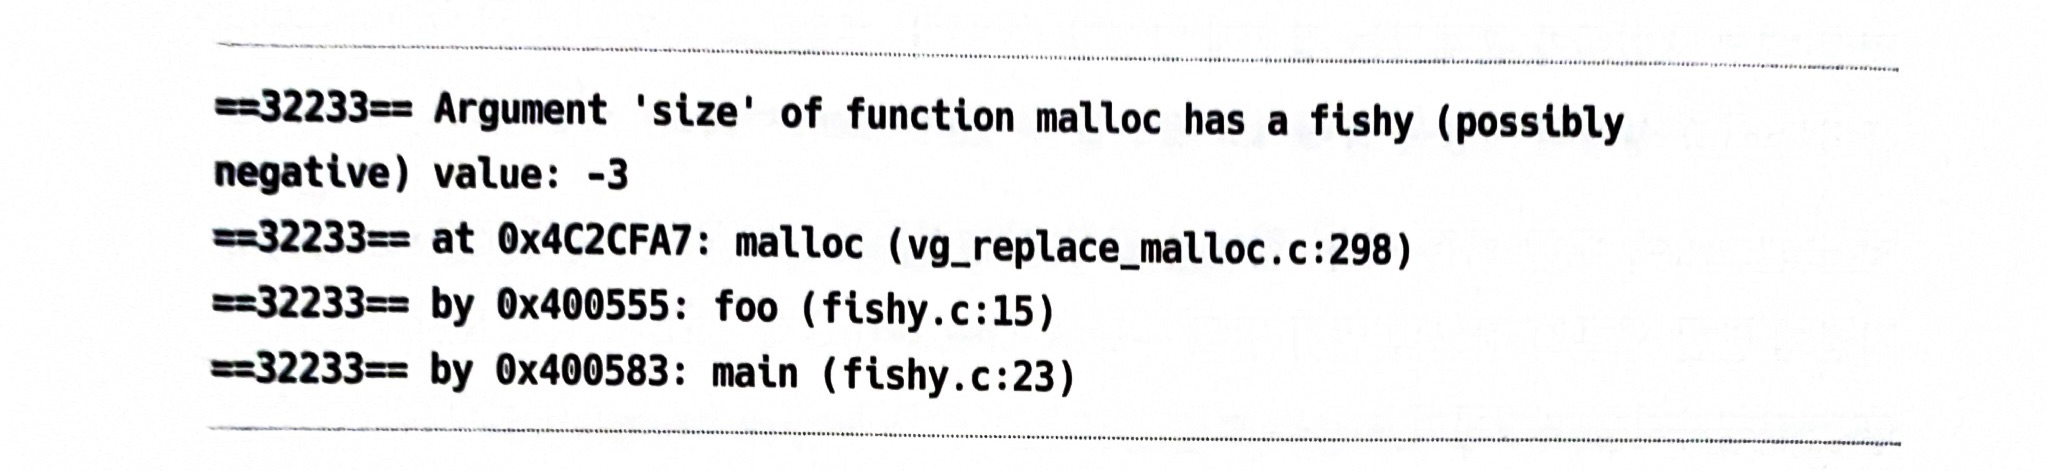 ==32233== Argument 'size' of function malloc has a fishy (possibly
negative) value: -3
==32233== at 0x4C2CFA7: malloc (vg_replace_malloc.c:298)
==32233== by 0x400555: foo (fishy.c:15)
==32233== by 0x400583: main (fishy.c:23)